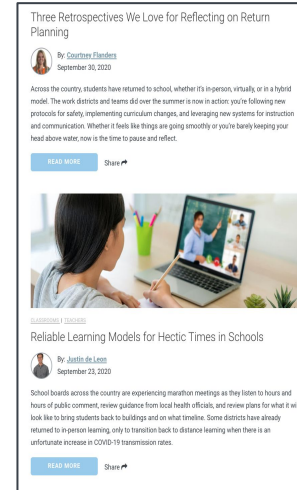 Three Retrospectives We Love for Reflecting on Return
Planning
By: Courtney Flanders
September 30, 2020
Across the country, students have returned to school, whether it's in-person, virtually, or in a hybrid
model. The work districts and teams did over the summer is now in action: you're following new
protocols for safety, implementing curriculum changes, and leveraging new systems for instruction
and communication. Whether it feels like things are going smoothly or you're barely keeping your
head above water, now is the time to pause and reflect.
READ MORE Share
CLASSROOMS | TEACHERS
Reliable Learning Models for Hectic Times in Schools
By: Justin de Leon
September 23, 2020
School boards across the country are experiencing marathon meetings as they listen to hours and
hours of public comment, review guidance from local health officials, and review plans for what it wi
look like to bring students back to buildings and on what timeline. Some districts have already
returned to in-person learning, only to transition back to distance learning when there is an
unfortunate increase in COVID-19 transmission rates.
READ MORE Share